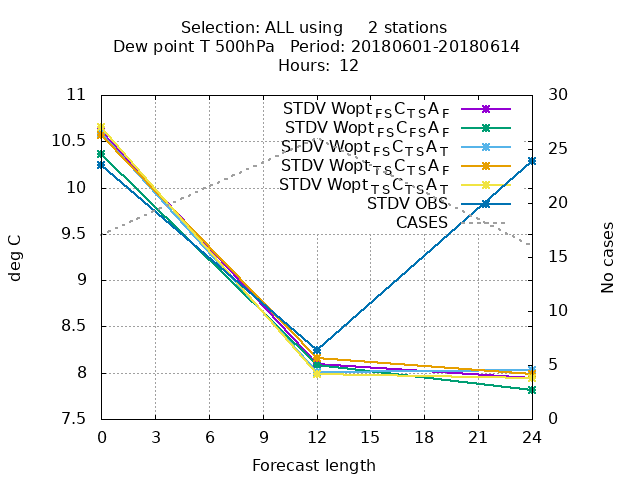 Selection: ALL using     2 stations
Dew point T 500hPa   Period: 20180601-20180614
Hours: 12
11
10.5
10
9.5
9
8.5
8
7.5
30
25
20
15
10
5
0
STDV Wopt FS C TS A F
STDV Wopt FS C FS A F
STDV Wopt FS C TS A T
STDV Wopt TS C TS A F
STDV Wopt TS C TS A T
STDV OBS
CASES
deg C
No cases
0 3 6 9 12 15 18 21 24
Forecast length